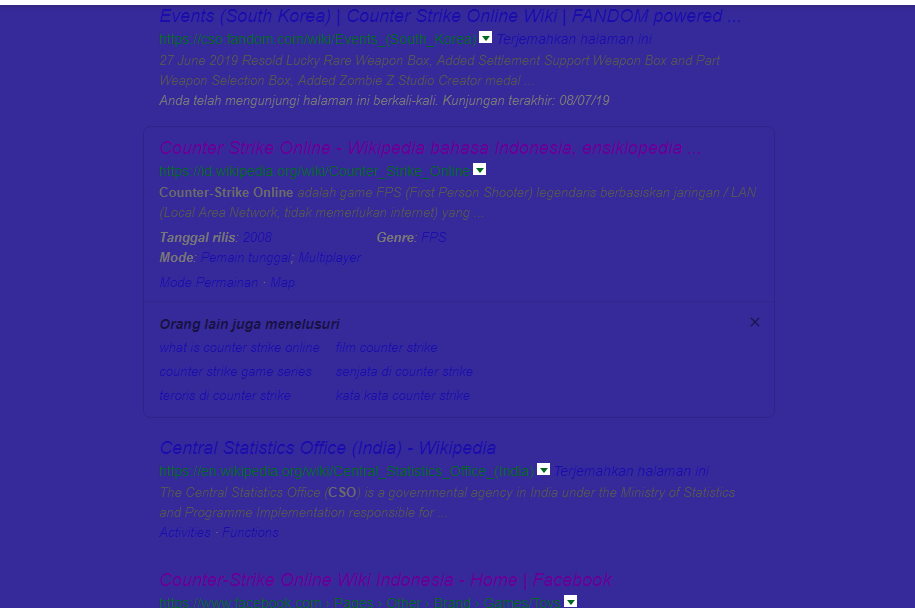 Events (South Korea) | Counter Strike Online Wiki | FANDOM powered ...
https://cso.fandom.com/wiki/Events_(South_Korea) Terjemahkan halaman ini
27 June 2019 Resold Lucky Rare Weapon Box, Added Settlement Support Weapon Box and Part
Weapon Selection Box, Added Zombie Z Studio Creator medal ...
Anda telah mengunjungi halaman ini berkali-kali. Kunjungan terakhir: 08/07/19
Counter Strike Online - Wikipedia bahasa Indonesia, ensiklopedia ...
https://id.wikipedia.org/wiki/Counter_Strike_Online
Counter-Strike Online adalah game FPS (First Person Shooter) legendaris berbasiskan jaringan / LAN
(Local Area Network, tidak memerlukan internet) yang ...
Tanggal rilis: 2008 Genre: FPS
Mode: Pemain tunggal; Multiplayer
Mode Permainan · Map
Orang lain juga menelusuri
what is counter strike online film counter strike
counter strike game series senjata di counter strike
teroris di counter strike kata kata counter strike
Central Statistics Office (India) - Wikipedia
https://en.wikipedia.org/wiki/Central_Statistics_Office_(India) Terjemahkan halaman ini
The Central Statistics Office (CSO) is a governmental agency in India under the Ministry of Statistics
and Programme Implementation responsible for ...
Activities · Functions
Counter-Strike Online Wiki Indonesia - Home | Facebook
https://www.facebook.com › Pages › Other › Brand › Games/Toys